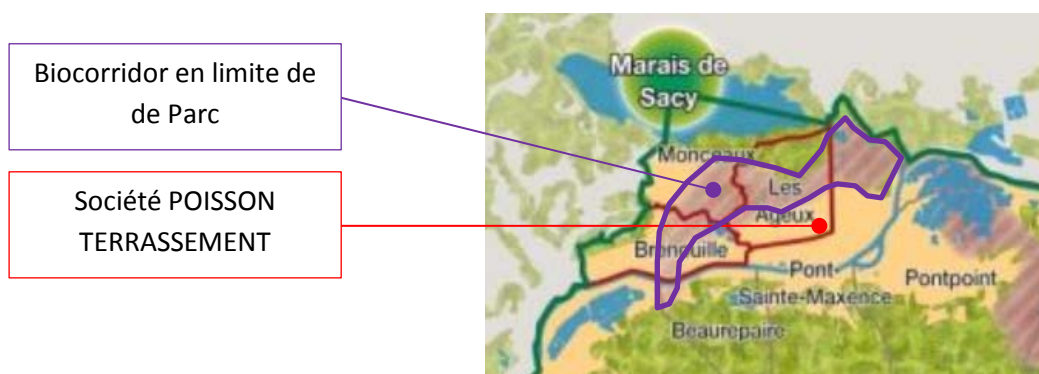 Biocorridor en limite de
de Parc
Société POISSON
TERRASSEMENT
Marais de
Sacy
Monceaux
Les
Ageux
Brenouille
Pont-
Sainte-Maxence
Pontpoint
Beaurepaire